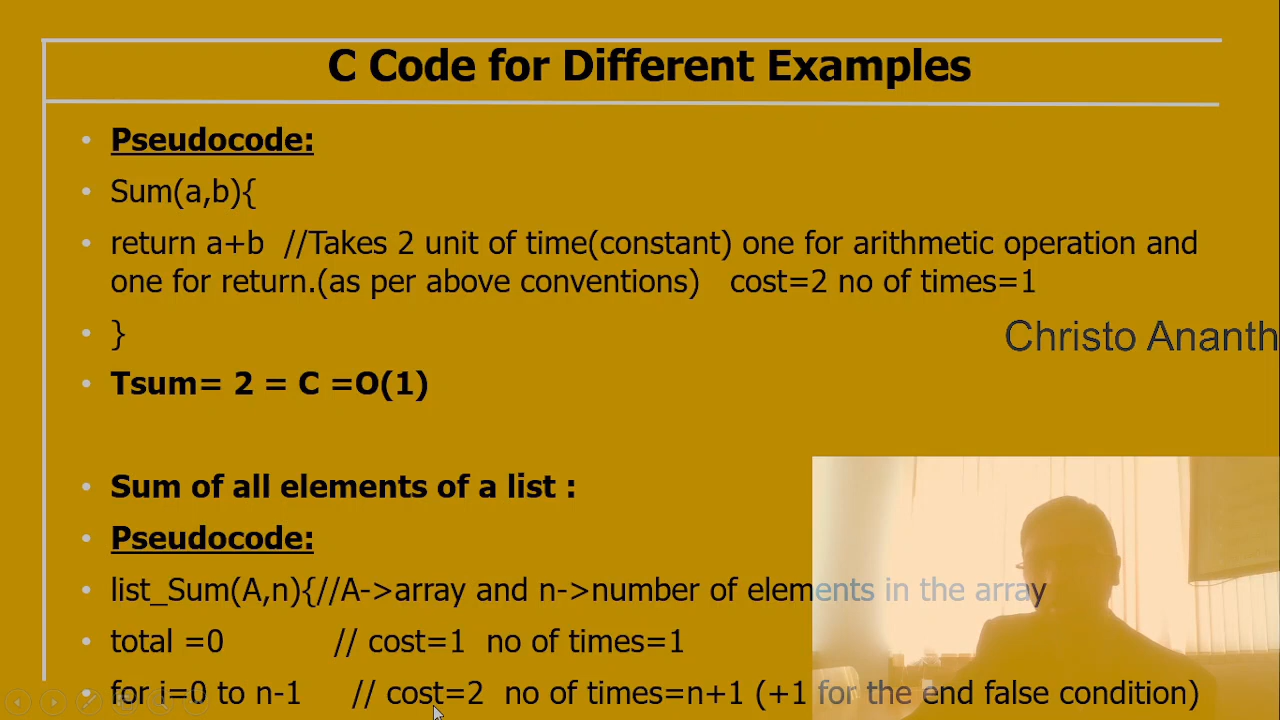 C Code for Different Examples
• Pseudocode:
• Sum(a,b){
• return a+b //Takes 2 unit of time(constant) one for arithmetic operation and
one for return.(as per above conventions) cost=2 no of times=1
• }
Christo Ananth
• Tsum= 2 = C =O(1)
• Sum of all elements of a list :
• Pseudocode:
• list_Sum(A,n){//A->array and n->number of elements in the array
• total =0 // cost=1 no of times=1
• for i=0 to n-1 // cost=2 no of times=n+1 (+1 for the end false condition)